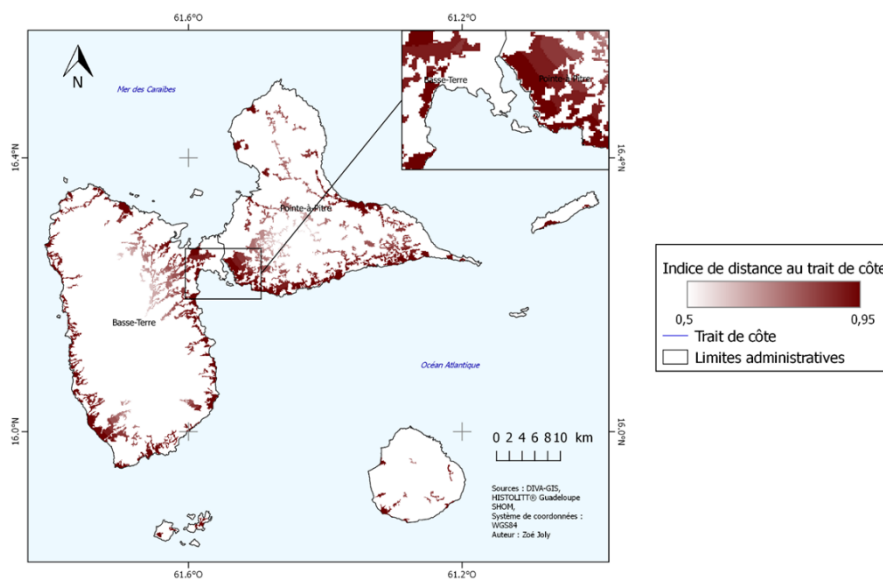 61.6°O
61.2°O
N
Mer des Caraïbes
Basse-Terre
Pointe-à-Pitre
16.4°N
16.4°N
Pointe-à-Pitre
Basse-Terre
Océan Atlantique
16.0°N
16.0°N
0 2 4 6 8 10 km
Sources : DIVA-GIS,
HISTOLITT® Guadeloupe
SHOM,
Système de coordonnées :
WGS84
Auteur : Zoé Joly
61.6°O
61.2°O
Indice de distance au trait de côte
0,5
0,95
Trait de côte
Limites administratives